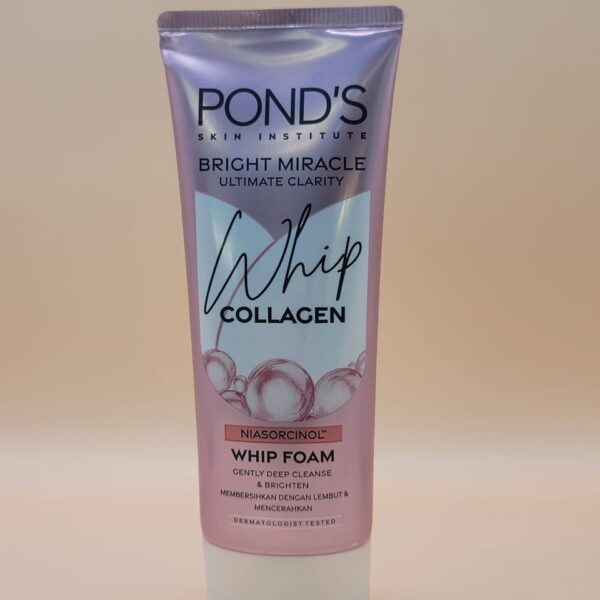 POND'S
SKIN INSTITUTE
BRIGHT MIRACLE
ULTIMATE CLARITY
Whip
COLLAGEN
NIASORCINOL™
WHIP FOAM
GENTLY DEEP CLEANSE
& BRIGHTEN
MEMBERSIHKAN DENGAN LEMBUT &
MENCERAHKAN
DERMATOLOGIST TESTED